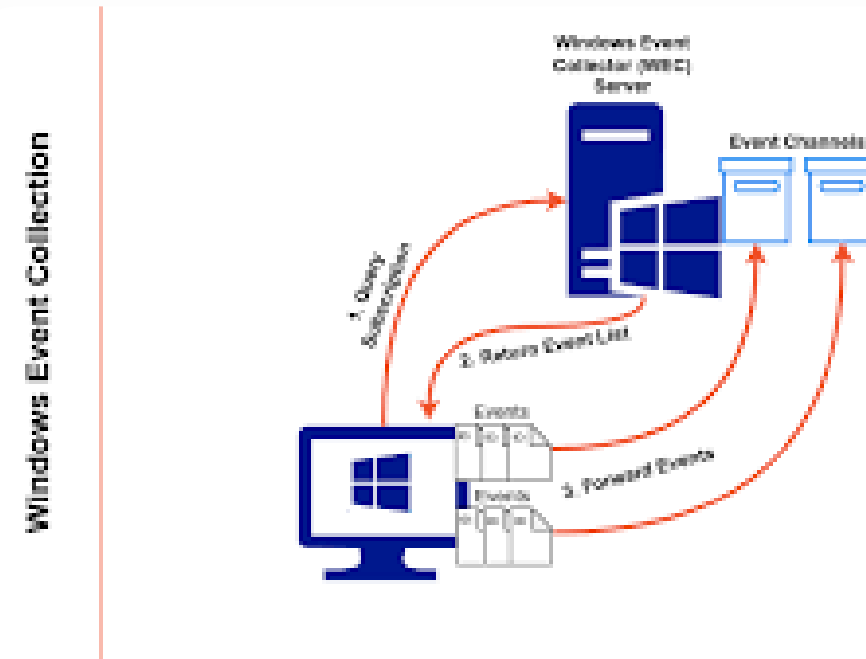 Windows Event Collection
Windows Event
Collector (WEC)
Server
Event Channels
1. Query
Subscription
2. Return Event List
Events
3. Forward Events
Events